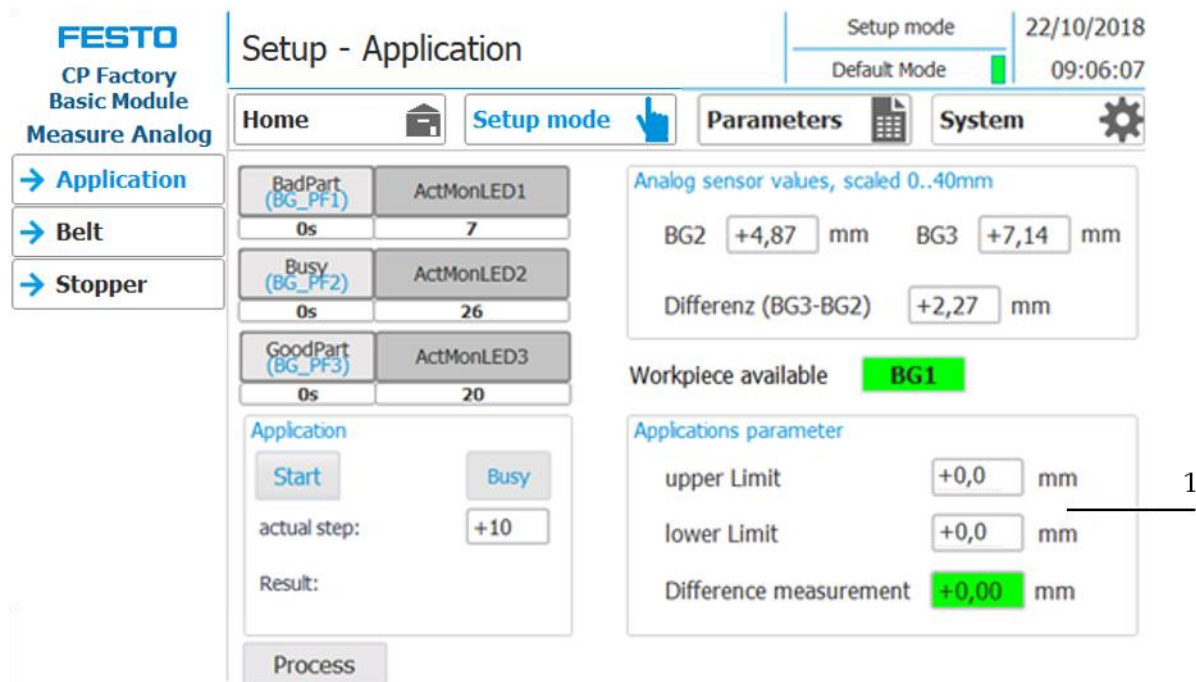 FESTO
CP Factory
Basic Module
Measure Analog
Setup - Application
Setup mode
Default Mode
22/10/2018
09:06:07
Home
Setup mode
Parameters
System
Application
Belt
Stopper
BadPart
(BG_PF1)
ActMonLED1
0s 7
Busy
(BG_PF2)
ActMonLED2
0s 26
GoodPart
(BG_PF3)
ActMonLED3
0s 20
Application
Start Busy
actual step: +10
Result:
Process
Analog sensor values, scaled 0..40mm
BG2 +4,87 mm BG3 +7,14 mm
Differenz (BG3-BG2) +2,27 mm
Workpiece available BG1
Applications parameter
upper Limit +0,0 mm
lower Limit +0,0 mm
Difference measurement +0,00 mm
1